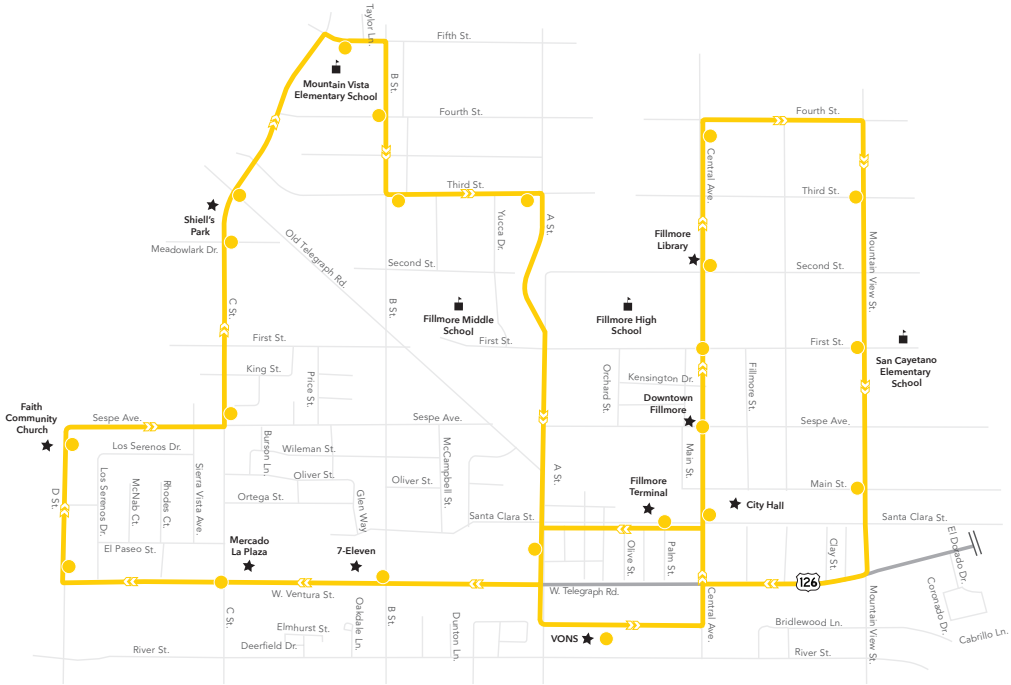 Taylor Ln.
Fifth St.
Mountain Vista
Elementary School
B St.
Fourth St.
Fourth St.
Central Ave.
Third St.
Third St.
Shiell's
Park
Meadowlark Dr.
Old Telegraph Rd.
Yucca Dr.
A St.
Fillmore
Library
Mountain View St.
Second St.
Second St.
C St.
B St.
Fillmore Middle
School
Fillmore High
School
First St.
First St.
First St.
San Cayetano
Elementary
School
King St.
Price St.
Orchard St.
Kensington Dr.
Fillmore St.
Downtown
Fillmore
Faith
Community
Church
Sespe Ave.
Sespe Ave.
Sespe Ave.
Los Serenos Dr.
Burson Ln.
Wileman St.
McCampbell St.
Main St.
Los Serenos Dr.
McNab Ct.
Rhodes Ct.
Sierra Vista Ave.
Oliver St.
Oliver St.
A St.
Fillmore
Terminal
Main St.
D St.
Ortega St.
Glen Way
City Hall
Santa Clara St.
Santa Clara St.
El Paseo St.
Mercado
La Plaza
7-Eleven
Olive St.
Palm St.
Clay St.
El Dorado Dr.
126
W. Ventura St.
W. Telegraph Rd.
C St.
Oakdale Ln.
B St.
Dunton Ln.
Central Ave.
Mountain View St.
Coronado Dr.
Elmhurst St.
Deerfield Dr.
VONS
Bridlewood Ln.
Cabrillo Ln.
River St.
River St.